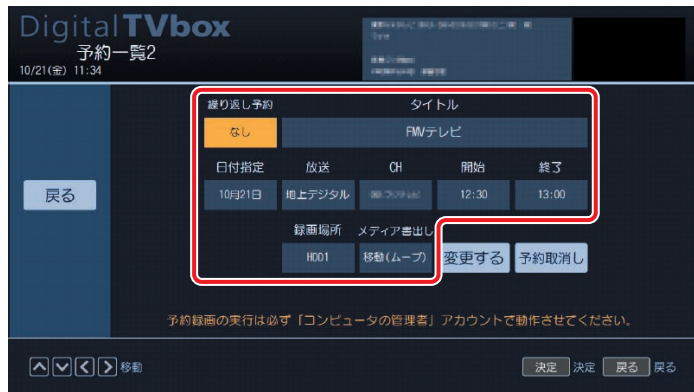 DigitalTVbox
予約一覧2
10/21(金) 11:34
繰り返し予約 タイトル
なし FMVテレビ
日付指定 放送 CH 開始 終了
10月21日 地上デジタル 12:30 13:00
戻る
録画場所 メディア書出し
HDD1 移動(ムーブ) 変更する 予約取消し
予約録画の実行は必ず「コンピュータの管理者」アカウントで動作させてください。
移動 決定 決定 戻る 戻る